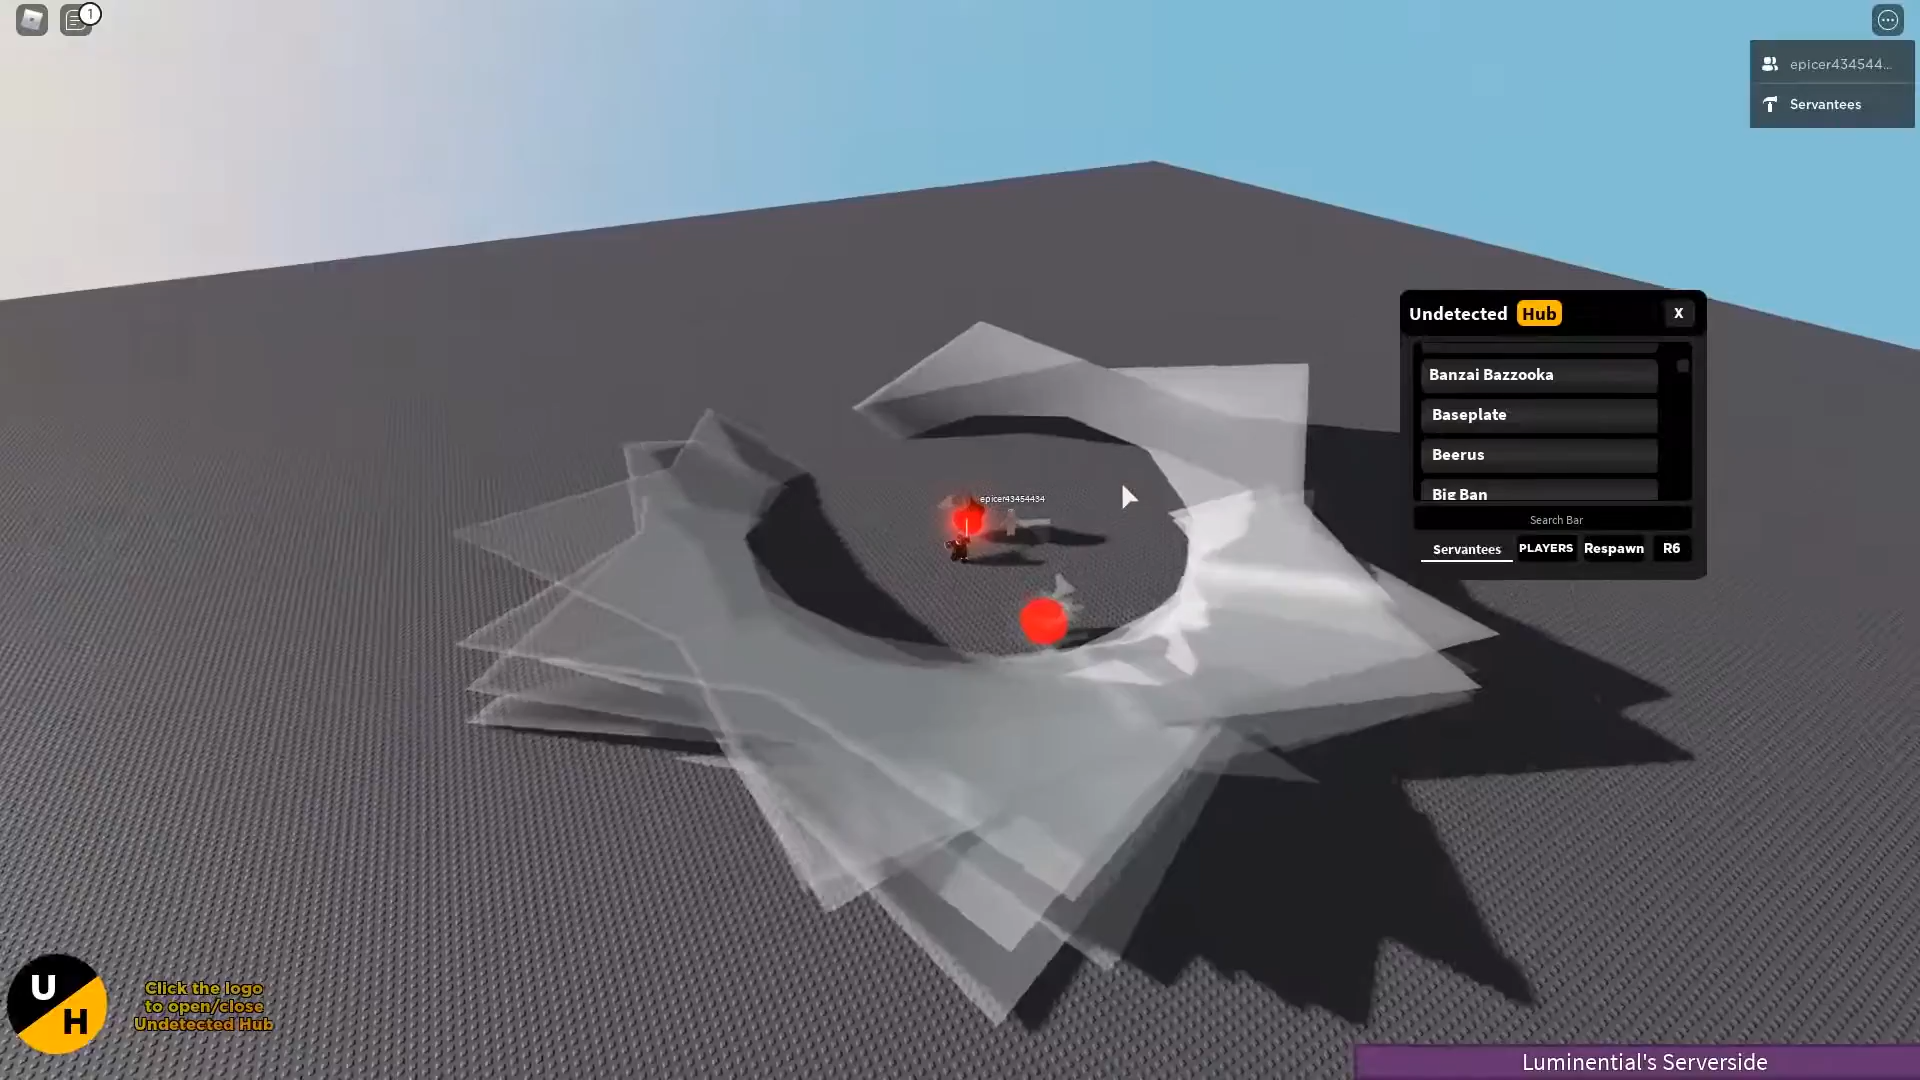 1
epicer434544...
Servantees
Undetected Hub
X
Banzai Bazzooka
Baseplate
Beerus
Big Ban
Search Bar
Servantees PLAYERS Respawn R6
epicer43454434
U
H
Click the logo
to open/close
Undetected Hub
Luminential's Serverside